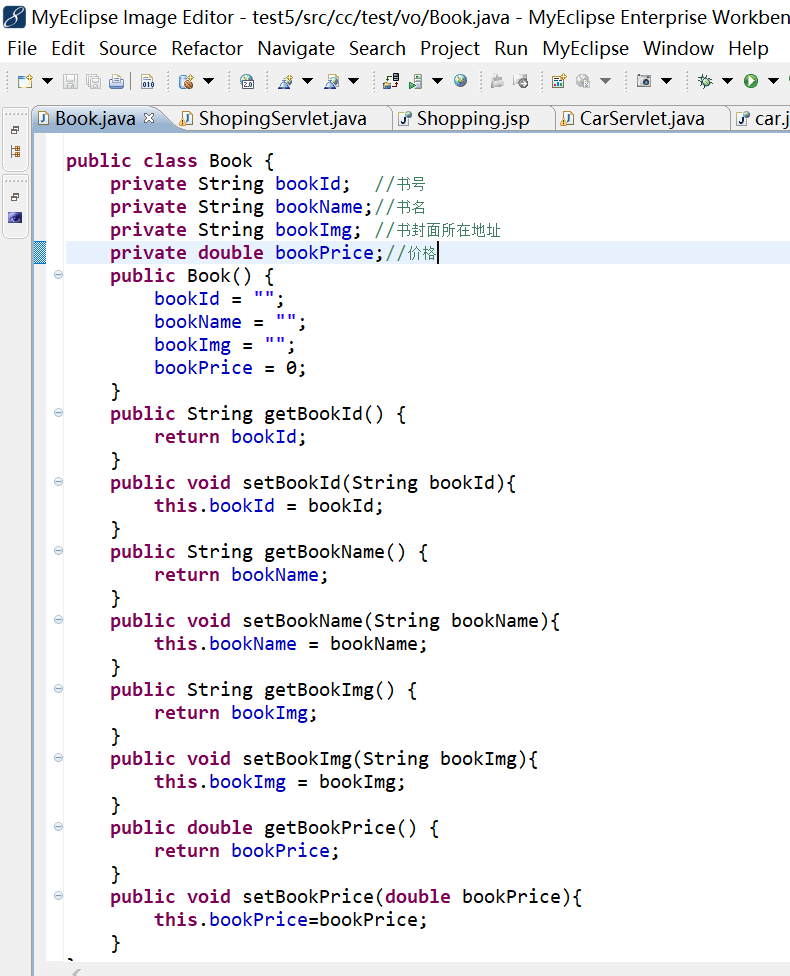 MyEclipse Image Editor - test5/src/cc/test/vo/Book.java - MyEclipse Enterprise Workben
File Edit Source Refactor Navigate Search Project Run MyEclipse Window Help
Book.java ShopingServlet.java Shopping.jsp CarServlet.java car.j
public class Book {
    private String bookId;  //书号
    private String bookName;//书名
    private String bookImg; //书封面所在地址
    private double bookPrice;//价格
    public Book() {
        bookId = "";
        bookName = "";
        bookImg = "";
        bookPrice = 0;
    }
    public String getBookId() {
        return bookId;
    }
    public void setBookId(String bookId){
        this.bookId = bookId;
    }
    public String getBookName() {
        return bookName;
    }
    public void setBookName(String bookName){
        this.bookName = bookName;
    }
    public String getBookImg() {
        return bookImg;
    }
    public void setBookImg(String bookImg){
        this.bookImg = bookImg;
    }
    public double getBookPrice() {
        return bookPrice;
    }
    public void setBookPrice(double bookPrice){
        this.bookPrice=bookPrice;
    }